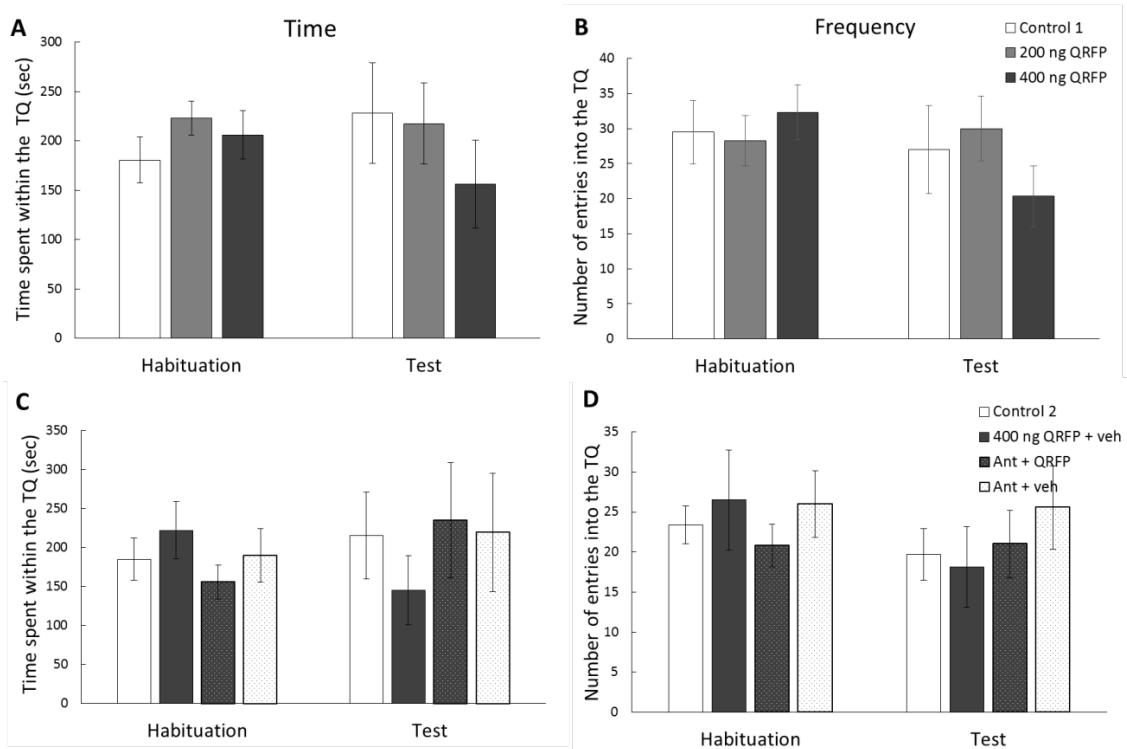 A
Time
Time spent within the TQ (sec)
300
250
200
150
100
50
0
Habituation
Test
B
Frequency
Control 1
200 ng QRFP
400 ng QRFP
Number of entries into the TQ
40
35
30
25
20
15
10
5
0
Habituation
Test
C
Time spent within the TQ (sec)
350
300
250
200
150
100
50
0
Habituation
Test
D
Control 2
400 ng QRFP + veh
Ant + QRFP
Ant + veh
Number of entries into the TQ
35
30
25
20
15
10
5
0
Habituation
Test